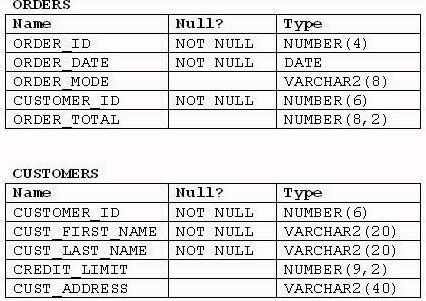 ORDERS
Name Null? Type
ORDER_ID NOT NULL NUMBER(4)
ORDER_DATE NOT NULL DATE
ORDER_MODE VARCHAR2(8)
CUSTOMER_ID NOT NULL NUMBER(6)
ORDER_TOTAL NUMBER(8,2)
CUSTOMERS
Name Null? Type
CUSTOMER_ID NOT NULL NUMBER(6)
CUST_FIRST_NAME NOT NULL VARCHAR2(20)
CUST_LAST_NAME NOT NULL VARCHAR2(20)
CREDIT_LIMIT NUMBER(9,2)
CUST_ADDRESS VARCHAR2(40)